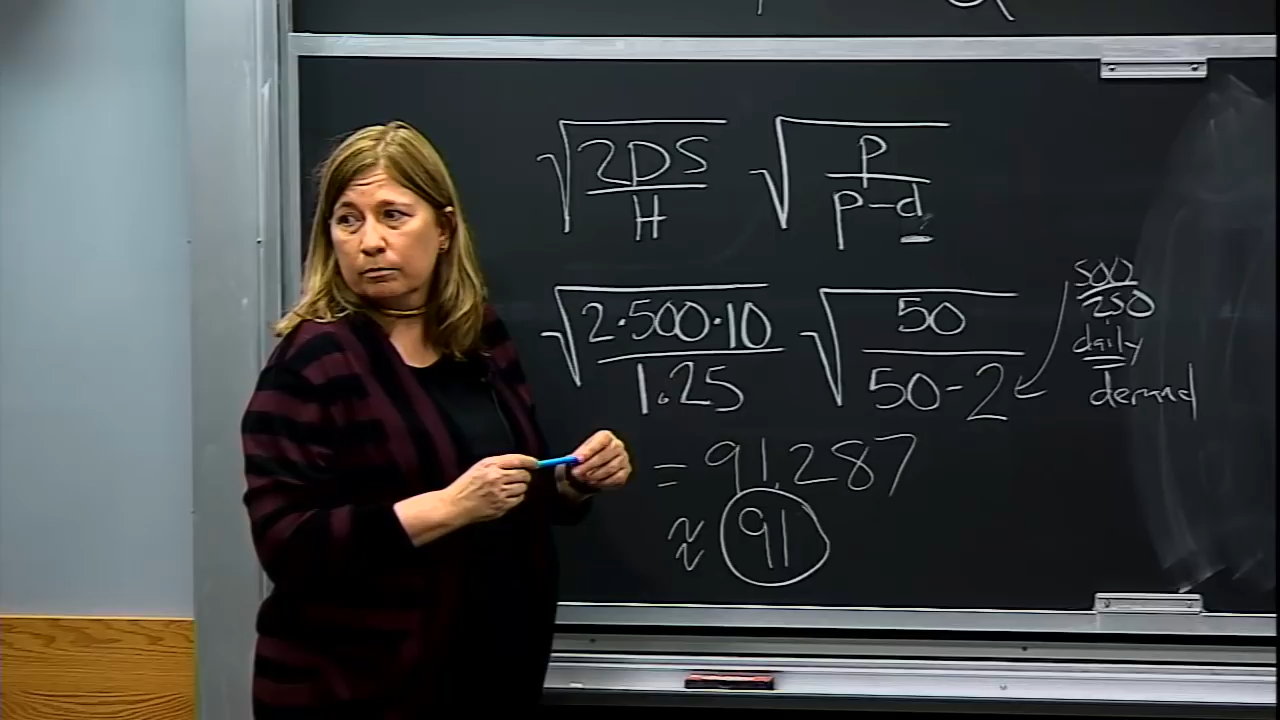 √2DS/H √p/p-d
√2·500·10/1.25 √50/50-2
500/250
daily
demand
= 91.287
≈ 91